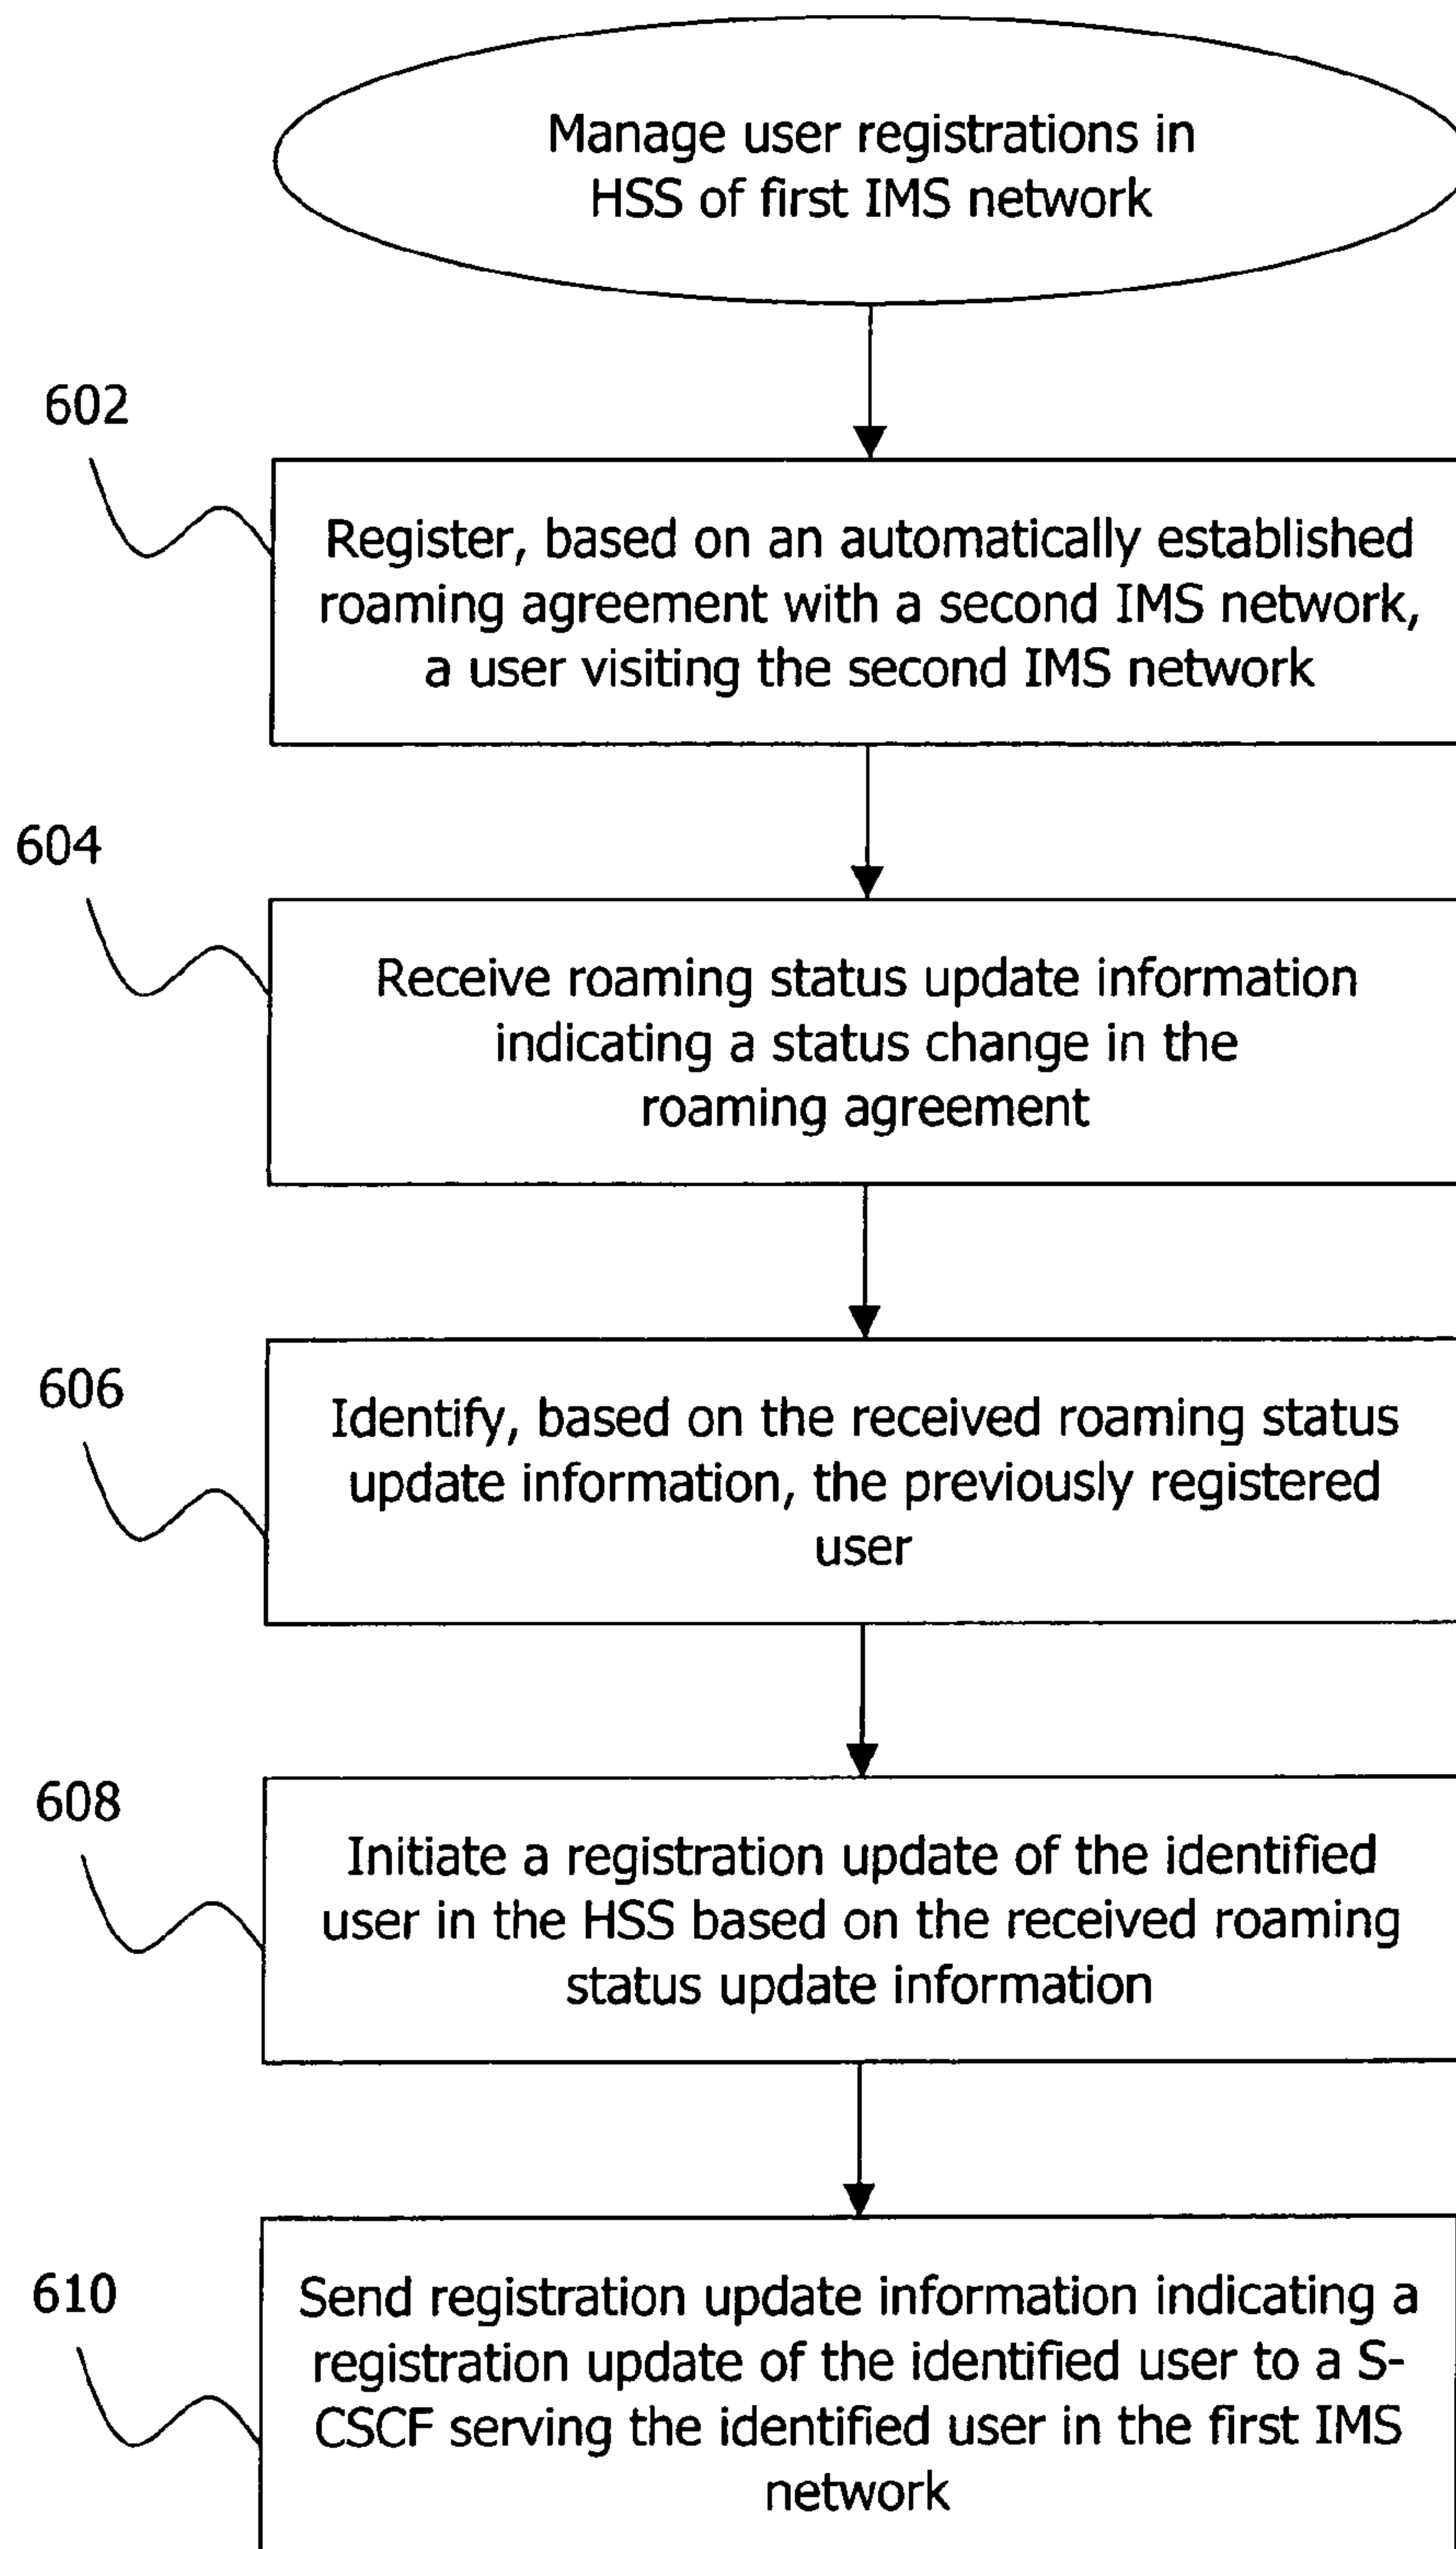 Manage user registrations in
HSS of first IMS network
602
Register, based on an automatically established
roaming agreement with a second IMS network,
a user visiting the second IMS network
604
Receive roaming status update information
indicating a status change in the
roaming agreement
606
Identify, based on the received roaming status
update information, the previously registered
user
608
Initiate a registration update of the identified
user in the HSS based on the received roaming
status update information
610
Send registration update information indicating a
registration update of the identified user to a S-
CSCF serving the identified user in the first IMS
network